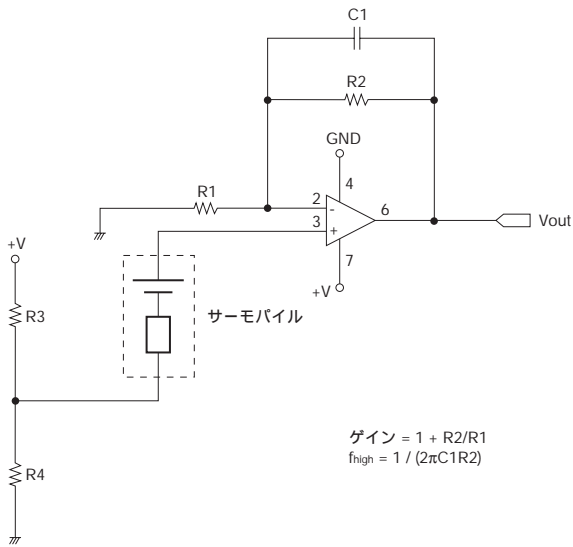 C1
R2
GND
4
R1
2
-
6
3
+
Vout
7
+V
+V
サーモパイル
R3
R4
ゲイン = 1 + R2/R1
fhigh = 1 / (2πC1R2)